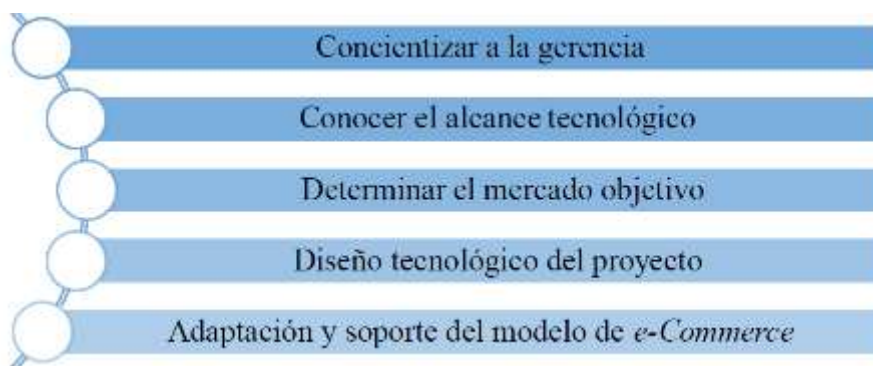 Concientizar a la gerencia
Conocer el alcance tecnológico
Determinar el mercado objetivo
Diseño tecnológico del proyecto
Adaptación y soporte del modelo de e-Commerce